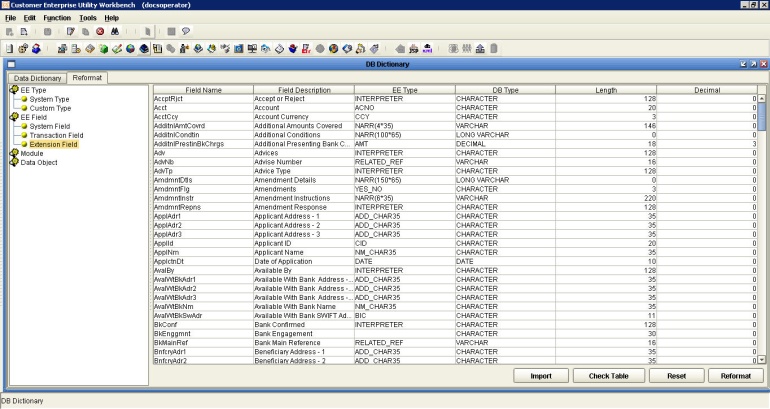 Customer Enterprise Utility Workbench (docsoperator)
File Edit Function Tools Help
DB Dictionary
Data Dictionary Reformat
EE Type
System Type
Custom Type
EE Field
System Field
Transaction Field
Extension Field
Module
Data Object
Field Name Field Description EE Type DB Type Length Decimal
AccptRjct Accept or Reject INTERPRETER CHARACTER 128 0
Acct Account ACNO CHARACTER 20 0
AcctCcy Account Currency CCY CHARACTER 3 0
AdditnlAmtCovrd Additional Amounts Covered NARR(4*35) VARCHAR 146 0
AdditnlCondtin Additional Condtions NARR(100*65) LONG VARCHAR 0 0
AdditnlPrestinBkChrgs Additional Presenting Bank C... AMT DECIMAL 18 3
Adv Advices INTERPRETER CHARACTER 128 0
AdvNb Advise Number RELATED_REF VARCHAR 16 0
AdvTp Advice Type INTERPRETER CHARACTER 128 0
AmdmntDtls Amendment Details NARR(150*65) LONG VARCHAR 0 0
AmdmntFlg Amendments YES_NO CHARACTER 3 0
AmdmntInstr Amendment Instructions NARR(6*35) VARCHAR 220 0
AmdmntRepns Amendment Response INTERPRETER CHARACTER 128 0
ApplAdr1 Applicant Address - 1 ADD_CHAR35 CHARACTER 35 0
ApplAdr2 Applicant Address - 2 ADD_CHAR35 CHARACTER 35 0
ApplAdr3 Applicant Address - 3 ADD_CHAR35 CHARACTER 35 0
ApplId Applicant ID CID CHARACTER 20 0
ApplNm Applicant Name NM_CHAR35 CHARACTER 35 0
ApplctnDt Date of Application DATE DATE 10 0
AvalBy Available By INTERPRETER CHARACTER 128 0
AvalWtBkAdr1 Available With Bank Address -... ADD_CHAR35 CHARACTER 35 0
AvalWtBkAdr2 Available With Bank Address -... ADD_CHAR35 CHARACTER 35 0
AvalWtBkAdr3 Available With Bank Address -... ADD_CHAR35 CHARACTER 35 0
AvalWtBkNm Available With Bank Name NM_CHAR35 CHARACTER 35 0
AvalWtBkSwAdr Available With Bank SWIFT Ad... BIC CHARACTER 11 0
BkConf Bank Confirmed INTERPRETER CHARACTER 128 0
BkEnggmnt Bank Engagement CHARACTER 30 0
BkMainRef Bank Main Reference RELATED_REF VARCHAR 16 0
BnfcryAdr1 Beneficiary Address - 1 ADD_CHAR35 CHARACTER 35 0
BnfcryAdr2 Beneficiary Address - 2 ADD_CHAR35 CHARACTER 35 0
Import Check Table Reset Reformat
DB Dictionary